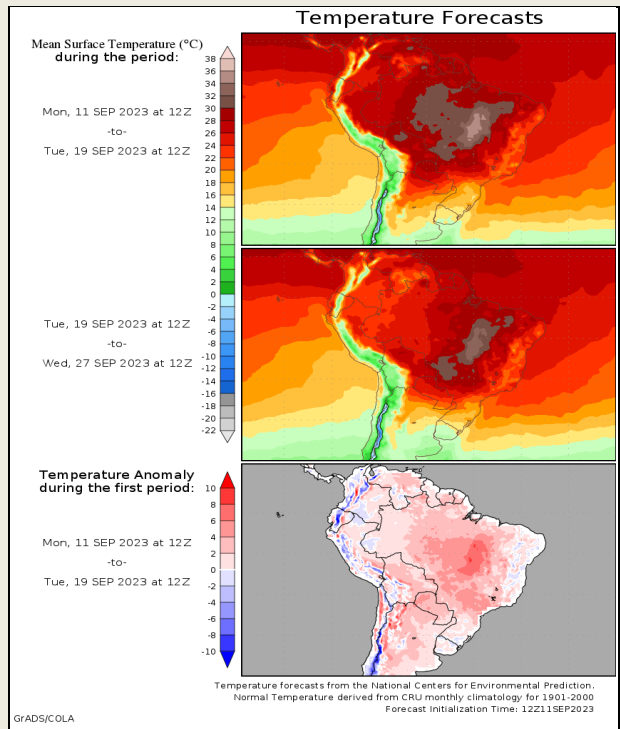 Temperature Forecasts
Mean Surface Temperature (°C)
during the period:
Mon, 11 SEP 2023 at 12Z
-to-
Tue, 19 SEP 2023 at 12Z
38
36
34
32
30
28
26
24
22
20
18
16
14
12
10
8
6
4
2
0
-2
-4
-6
-8
-10
-12
-14
-16
-18
-20
-22
Tue, 19 SEP 2023 at 12Z
-to-
Wed, 27 SEP 2023 at 12Z
Temperature Anomaly
during the first period:
Mon, 11 SEP 2023 at 12Z
-to-
Tue, 19 SEP 2023 at 12Z
10
8
6
4
2
0
-2
-4
-6
-8
-10
Temperature forecasts from the National Centers for Environmental Prediction.
Normal Temperature derived from CRU monthly climatology for 1901-2000
Forecast Initialization Time: 12Z11SEP2023
GrADS/COLA